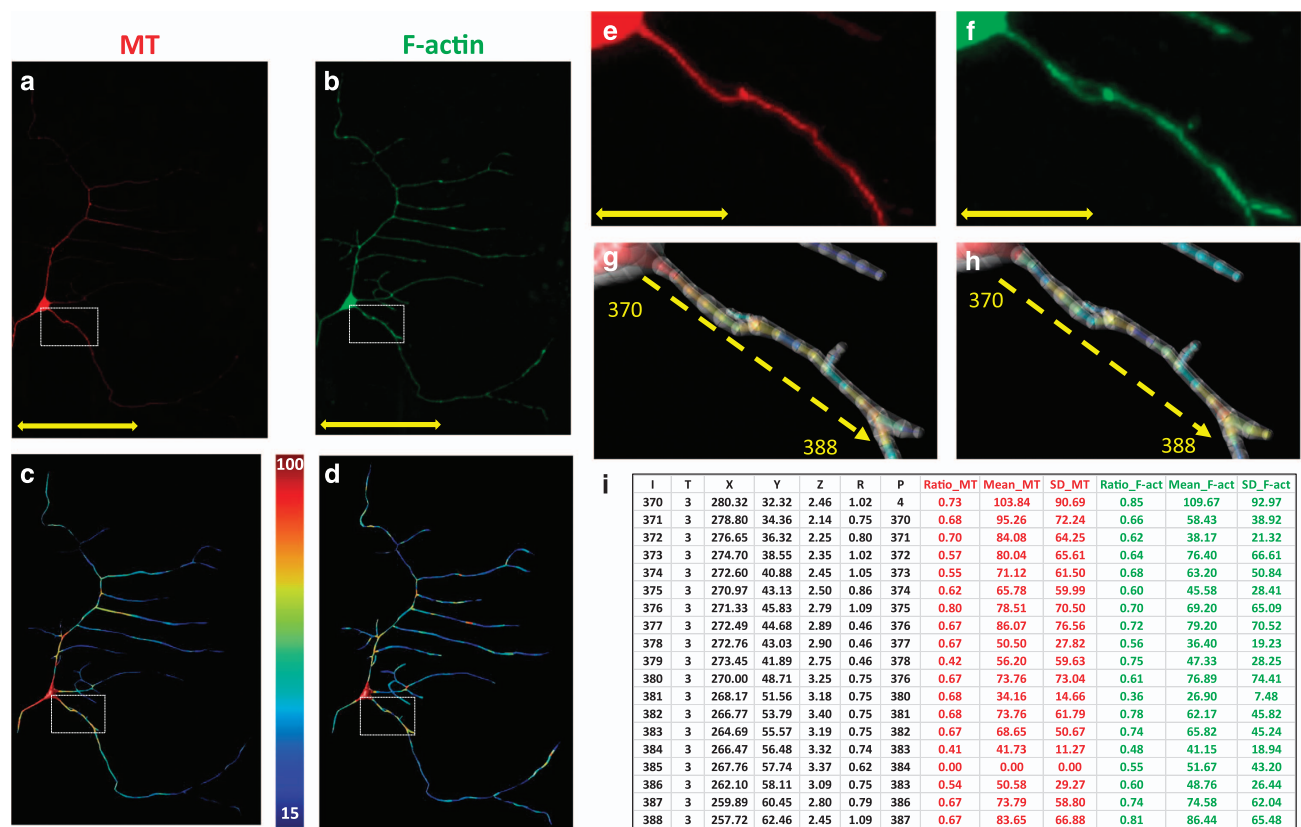 MT
F-actin
a
b
c
100
15
d
e
f
g
370
388
h
370
388
i
I T X Y Z R P Ratio_MT Mean_MT SD_MT Ratio_F-act Mean_F-act SD_F-act
370 3 280.32 32.32 2.46 1.02 4 0.73 103.84 90.69 0.85 109.67 92.97
371 3 278.80 34.36 2.14 0.75 370 0.68 95.26 72.24 0.66 58.43 38.92
372 3 276.65 36.32 2.25 0.80 371 0.70 84.08 64.25 0.62 38.17 21.32
373 3 274.70 38.55 2.35 1.02 372 0.57 80.04 65.61 0.64 76.40 66.61
374 3 272.60 40.88 2.45 1.05 373 0.55 71.12 61.50 0.68 63.20 50.84
375 3 270.97 43.13 2.50 0.86 374 0.62 65.78 59.99 0.60 45.58 28.41
376 3 271.33 45.83 2.79 1.09 375 0.80 78.51 70.50 0.70 69.20 65.09
377 3 272.49 44.68 2.89 0.46 376 0.67 86.07 76.56 0.72 79.20 70.52
378 3 272.76 43.03 2.90 0.46 377 0.67 50.50 27.82 0.56 36.40 19.23
379 3 273.45 41.89 2.75 0.46 378 0.42 56.20 59.63 0.75 47.33 28.25
380 3 270.00 48.71 3.25 0.75 376 0.67 73.76 73.04 0.61 76.89 74.41
381 3 268.17 51.56 3.18 0.75 380 0.68 34.16 14.66 0.36 26.90 7.48
382 3 266.77 53.79 3.40 0.75 381 0.68 73.76 61.79 0.78 62.17 45.82
383 3 264.69 55.57 3.19 0.75 382 0.67 68.65 50.67 0.74 65.82 45.24
384 3 266.47 56.48 3.32 0.74 383 0.41 41.73 11.27 0.48 41.15 18.94
385 3 267.76 57.74 3.37 0.62 384 0.00 0.00 0.00 0.55 51.67 43.20
386 3 262.10 58.11 3.09 0.75 383 0.54 50.58 29.27 0.60 48.76 26.44
387 3 259.89 60.45 2.80 0.79 386 0.67 73.79 58.80 0.74 74.58 62.04
388 3 257.72 62.46 2.45 1.09 387 0.67 83.65 66.88 0.81 86.44 65.48